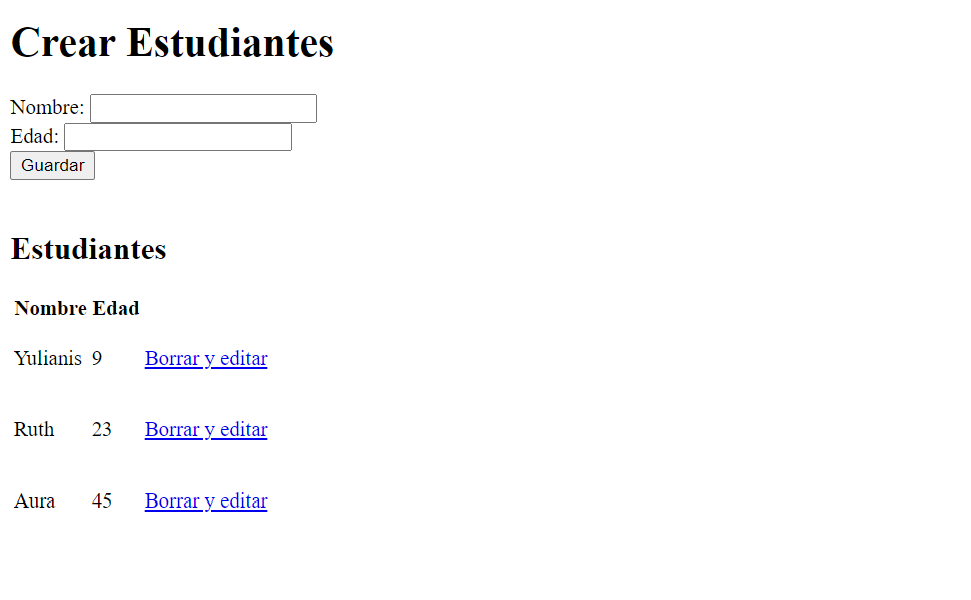 Crear Estudiantes
Nombre:
Edad:
Guardar
Estudiantes
Nombre Edad
Yulianis 9 Borrar y editar
Ruth 23 Borrar y editar
Aura 45 Borrar y editar